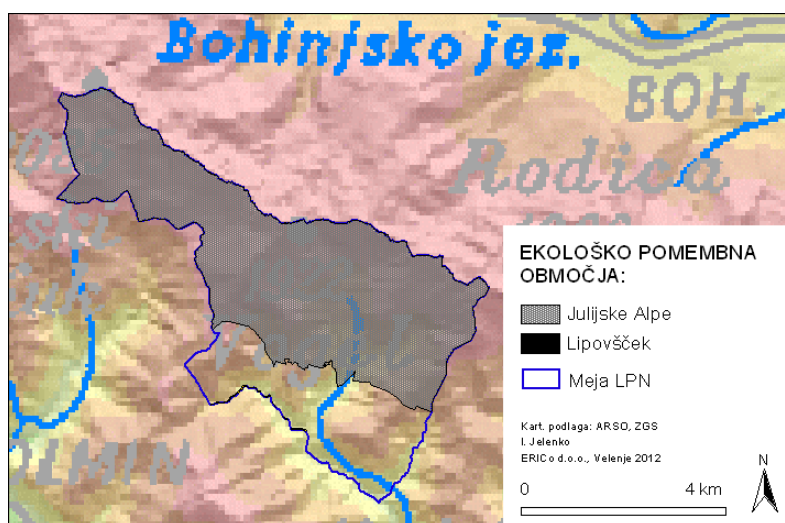 Bohinjsko jez.
BOH.
Rodica
Vogel
OLMIN
EKOLOŠKO POMEMBNA
OBMOČJA:
Julijske Alpe
Lipovšček
Meja LPN
Kart. podlaga: ARSO, ZGS
I. Jelenko
ERICo d.o.o., Velenje 2012
N
0 4 km